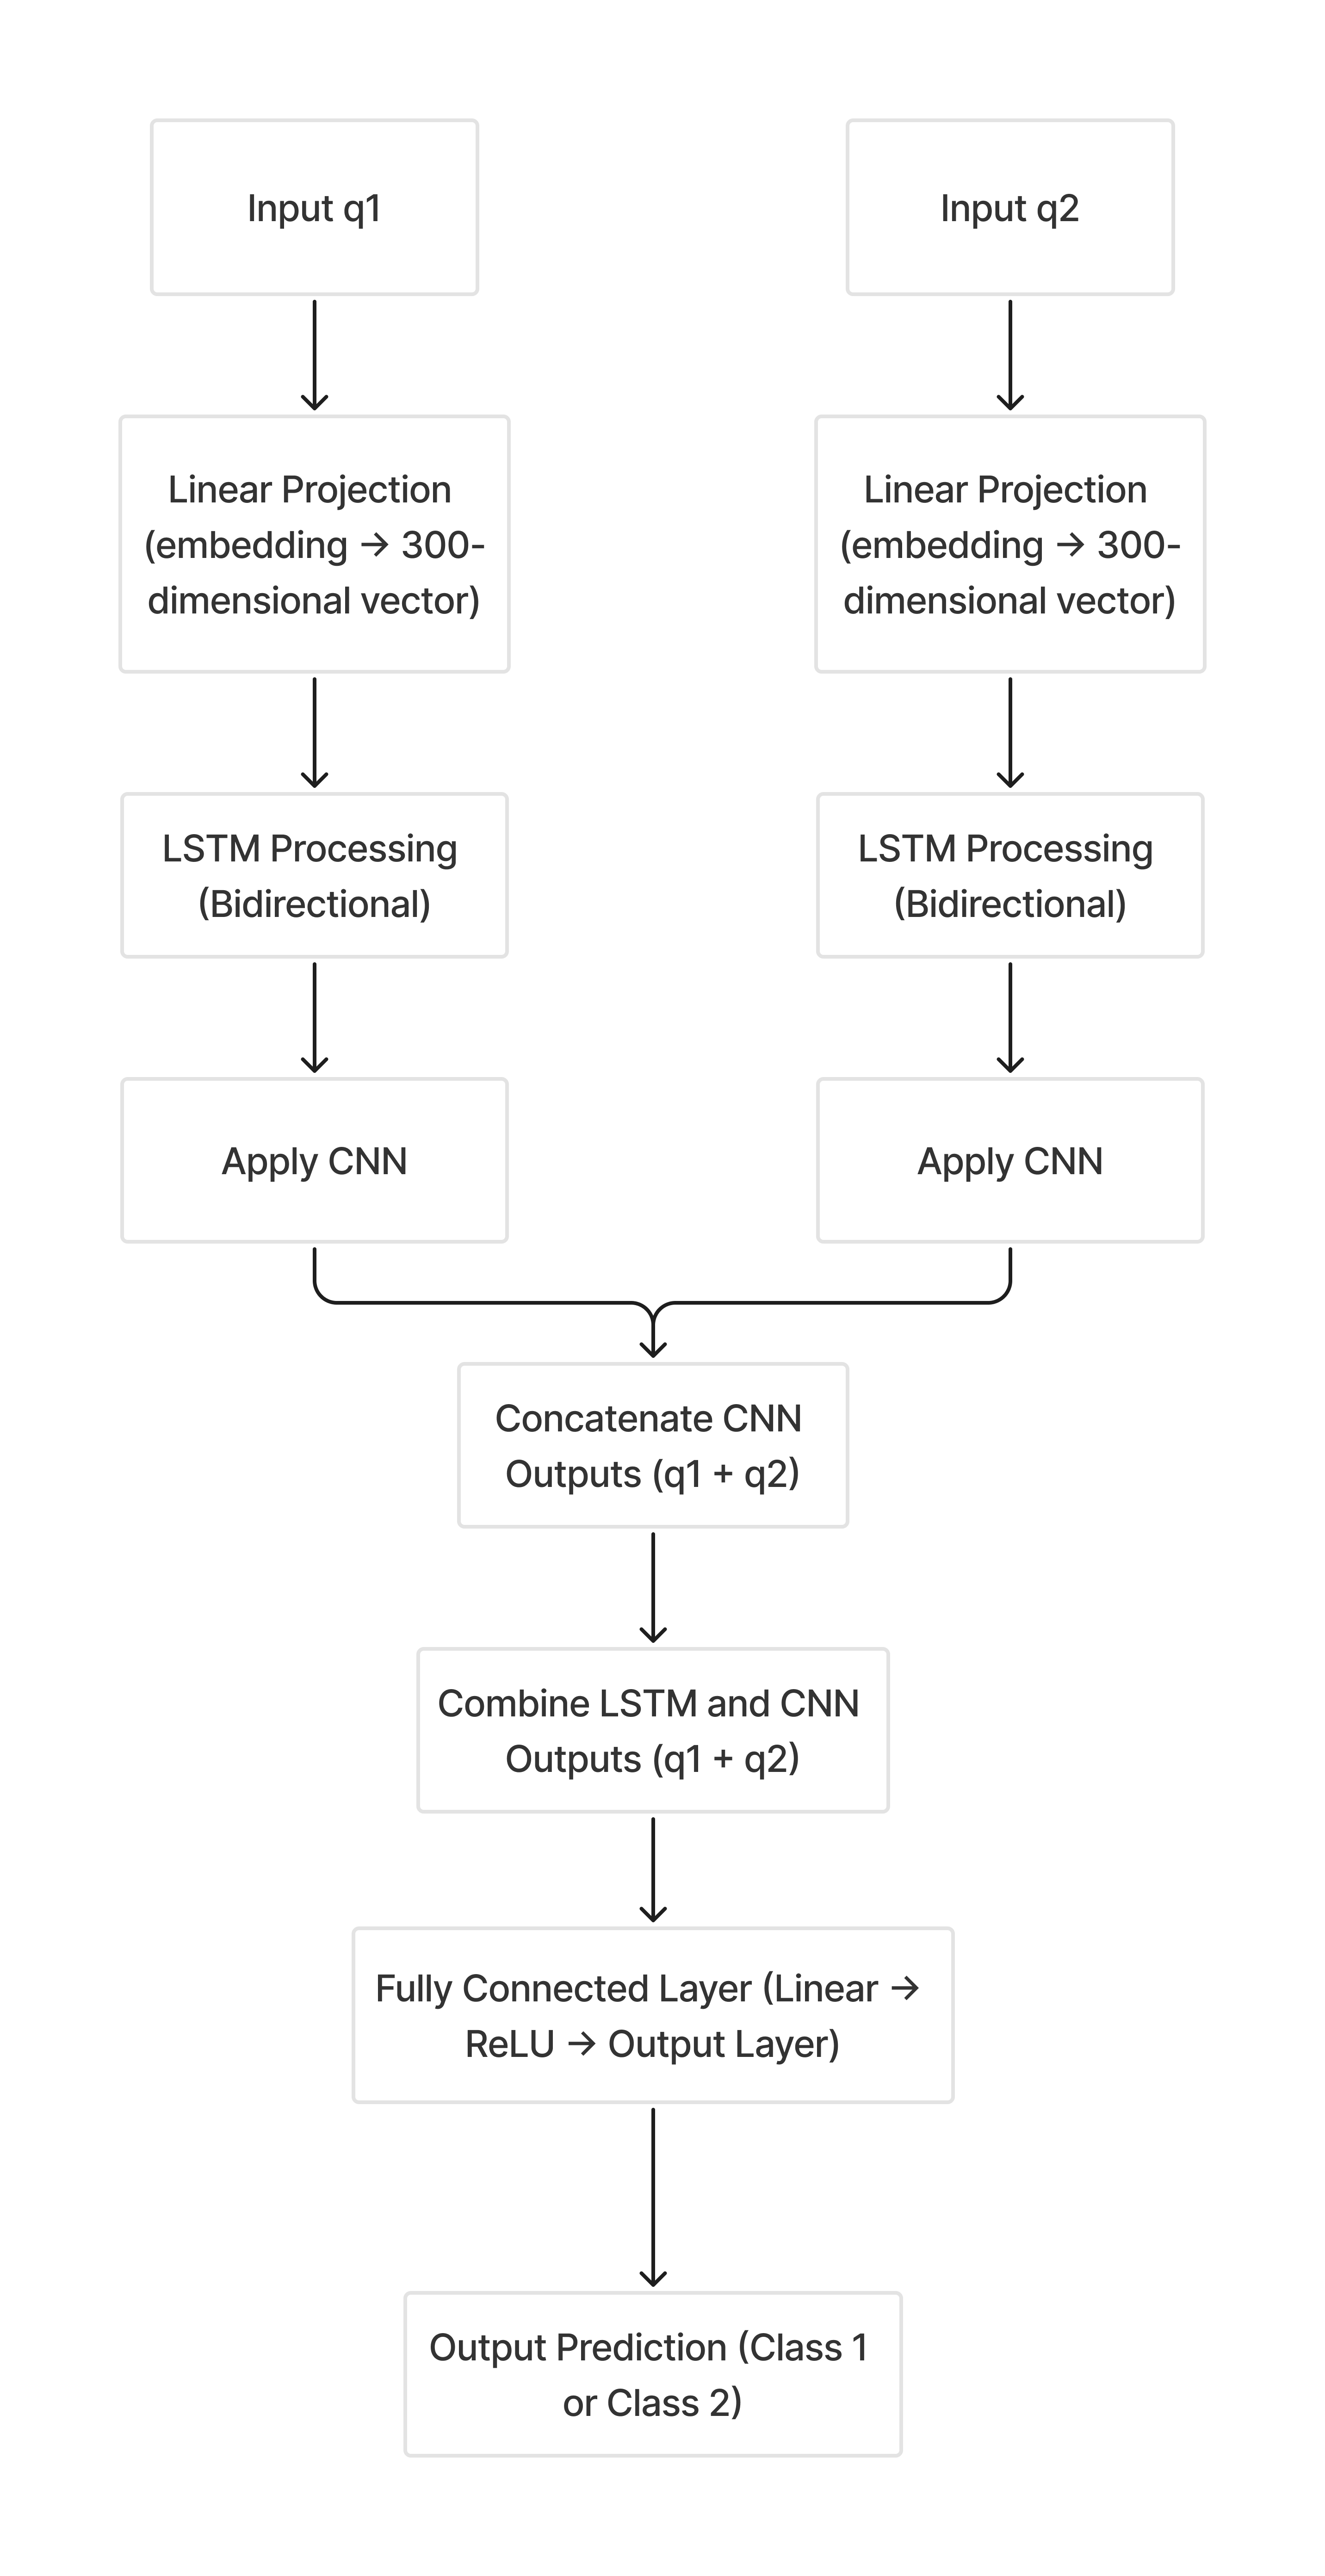 Input q1
Input q2
Linear Projection
(embedding → 300-
dimensional vector)
Linear Projection
(embedding → 300-
dimensional vector)
LSTM Processing
(Bidirectional)
LSTM Processing
(Bidirectional)
Apply CNN
Apply CNN
Concatenate CNN
Outputs (q1 + q2)
Combine LSTM and CNN
Outputs (q1 + q2)
Fully Connected Layer (Linear →
ReLU → Output Layer)
Output Prediction (Class 1
or Class 2)